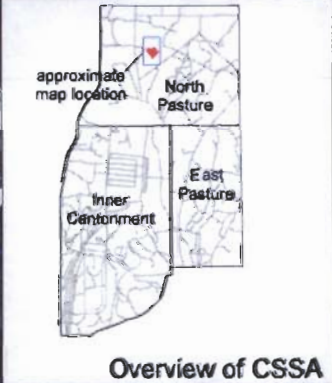 approximate
map location
North
Pasture
East
Pasture
Inner
Cantonment
Overview of CSSA